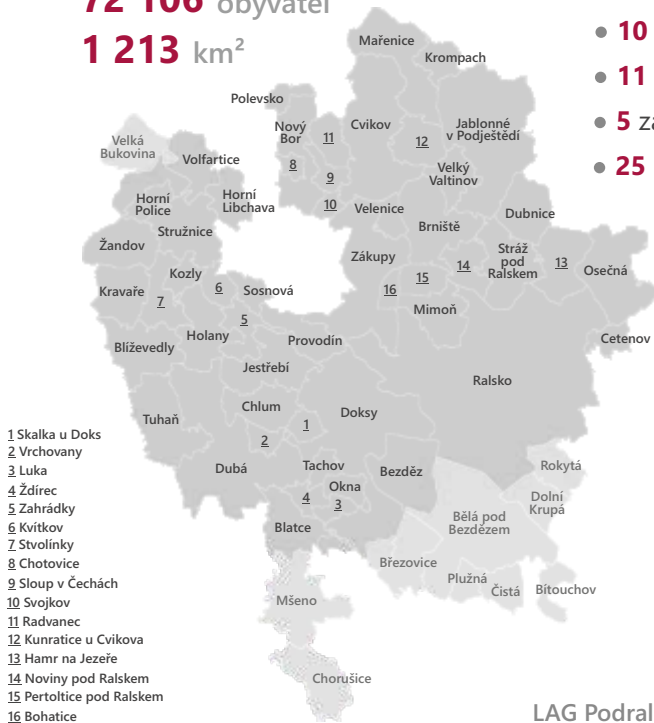 72 106 obyvatel
1 213 km²
10
11
5
25
Mařenice
Krompach
Polevsko
Nový
Bor
11
Cvikov
12
Jablonné
v Podještědí
Velká
Bukovina
Volfartice
8
9
Velký
Valtinov
Horní
Police
Horní
Libchava
10
Velenice
Dubnice
Stružnice
Brniště
Žandov
Zákupy
14
Stráž
pod
Ralskem
13
Osečná
Kozly
15
Kravaře
7
6
Sosnová
16
Mimoň
5
Holany
Provodín
Cetenov
Blíževedly
Jestřebí
Ralsko
Chlum
Tuhaň
1
Doksy
2
Dubá
Tachov
Bezděz
Rokytá
Okna
4
3
Dolní
Krupá
Blatce
Bělá pod
Bezdězem
Březovice
Plužná
Čistá
Bítouchov
Mšeno
Chorušice
1 Skalka u Doks
2 Vrchovany
3 Luka
4 Ždírec
5 Zahrádky
6 Kvítkov
7 Stvolínky
8 Chotovice
9 Sloup v Čechách
10 Svojkov
11 Radvanec
12 Kunratice u Cvikova
13 Hamr na Jezeře
14 Noviny pod Ralskem
15 Pertoltice pod Ralskem
16 Bohatice
LAG Podral